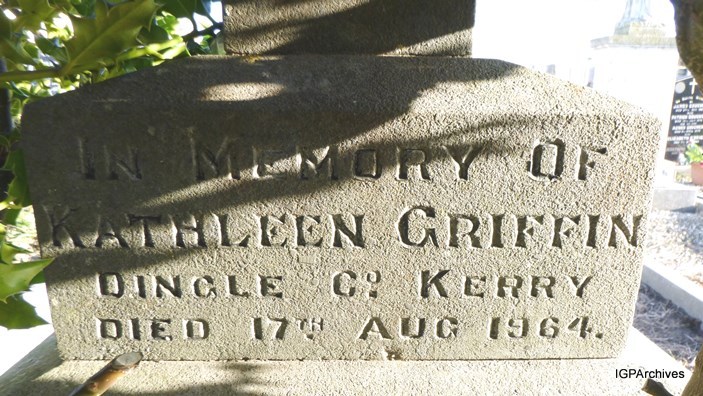 IN MEMORY OF
KATHLEEN GRIFFIN
DINGLE Co. KERRY
DIED 17TH AUG 1964.
IGPArchives